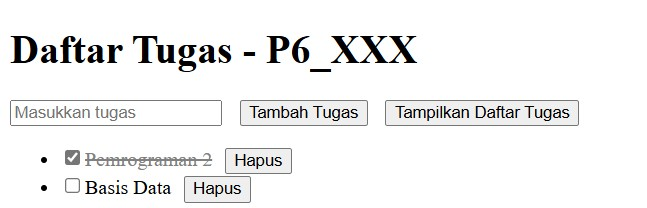 Daftar Tugas - P6_XXX
Masukkan tugas Tambah Tugas Tampilkan Daftar Tugas
Pemrograman 2 Hapus
Basis Data Hapus